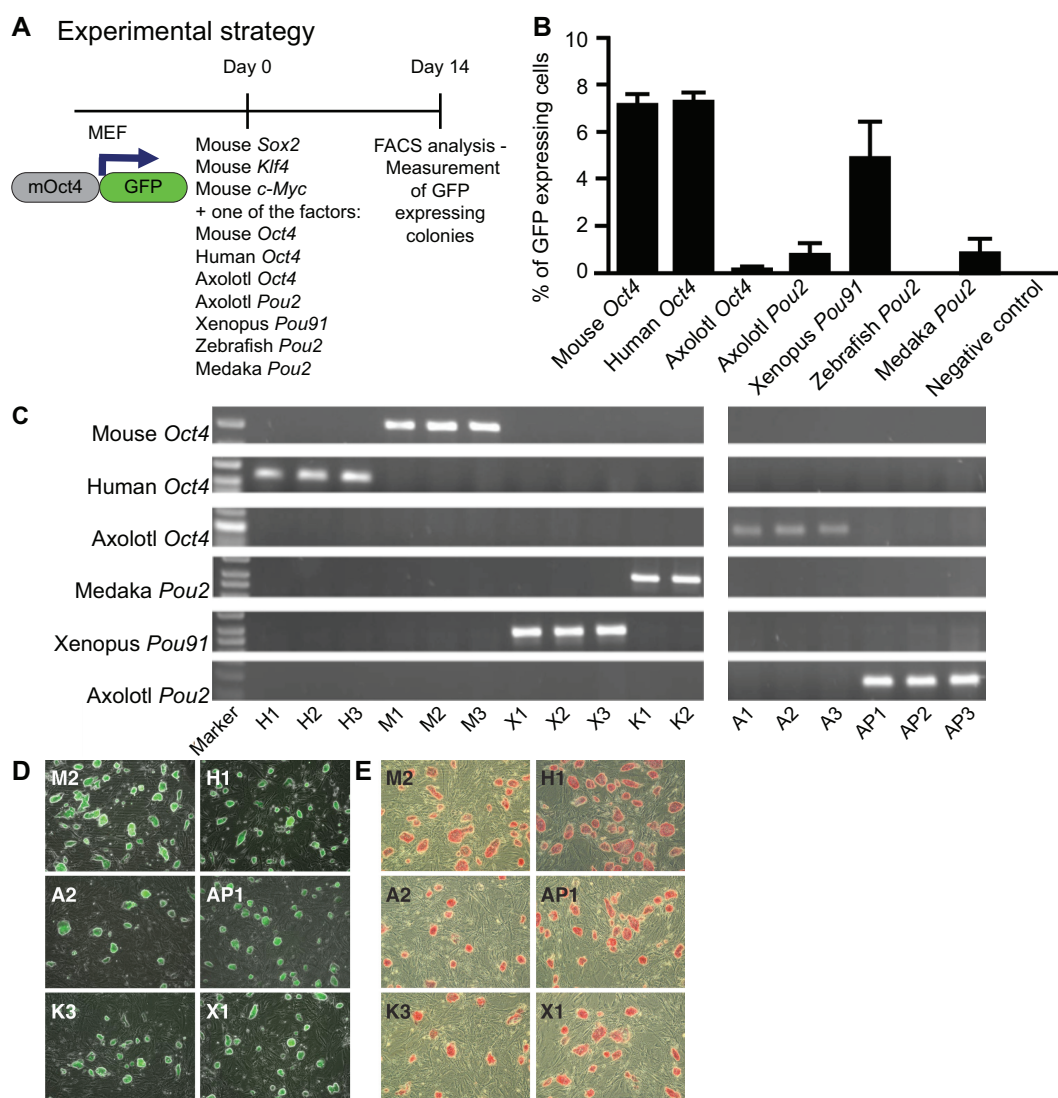 A Experimental strategy
Day 0
Day 14
MEF
mOct4
GFP
Mouse Sox2
Mouse Klf4
Mouse c-Myc
+ one of the factors:
Mouse Oct4
Human Oct4
Axolotl Oct4
Axolotl Pou2
Xenopus Pou91
Zebrafish Pou2
Medaka Pou2
FACS analysis -
Measurement
of GFP
expressing
colonies
B
% of GFP expressing cells
10
8
6
4
2
0
Mouse Oct4
Human Oct4
Axolotl Oct4
Axolotl Pou2
Xenopus Pou91
Zebrafish Pou2
Medaka Pou2
Negative control
C
Mouse Oct4
Human Oct4
Axolotl Oct4
Medaka Pou2
Xenopus Pou91
Axolotl Pou2
Marker H1 H2 H3 M1 M2 M3 X1 X2 X3 K1 K2 A1 A2 A3 AP1 AP2 AP3
D
M2 H1
A2 AP1
K3 X1
E
M2 H1
A2 AP1
K3 X1